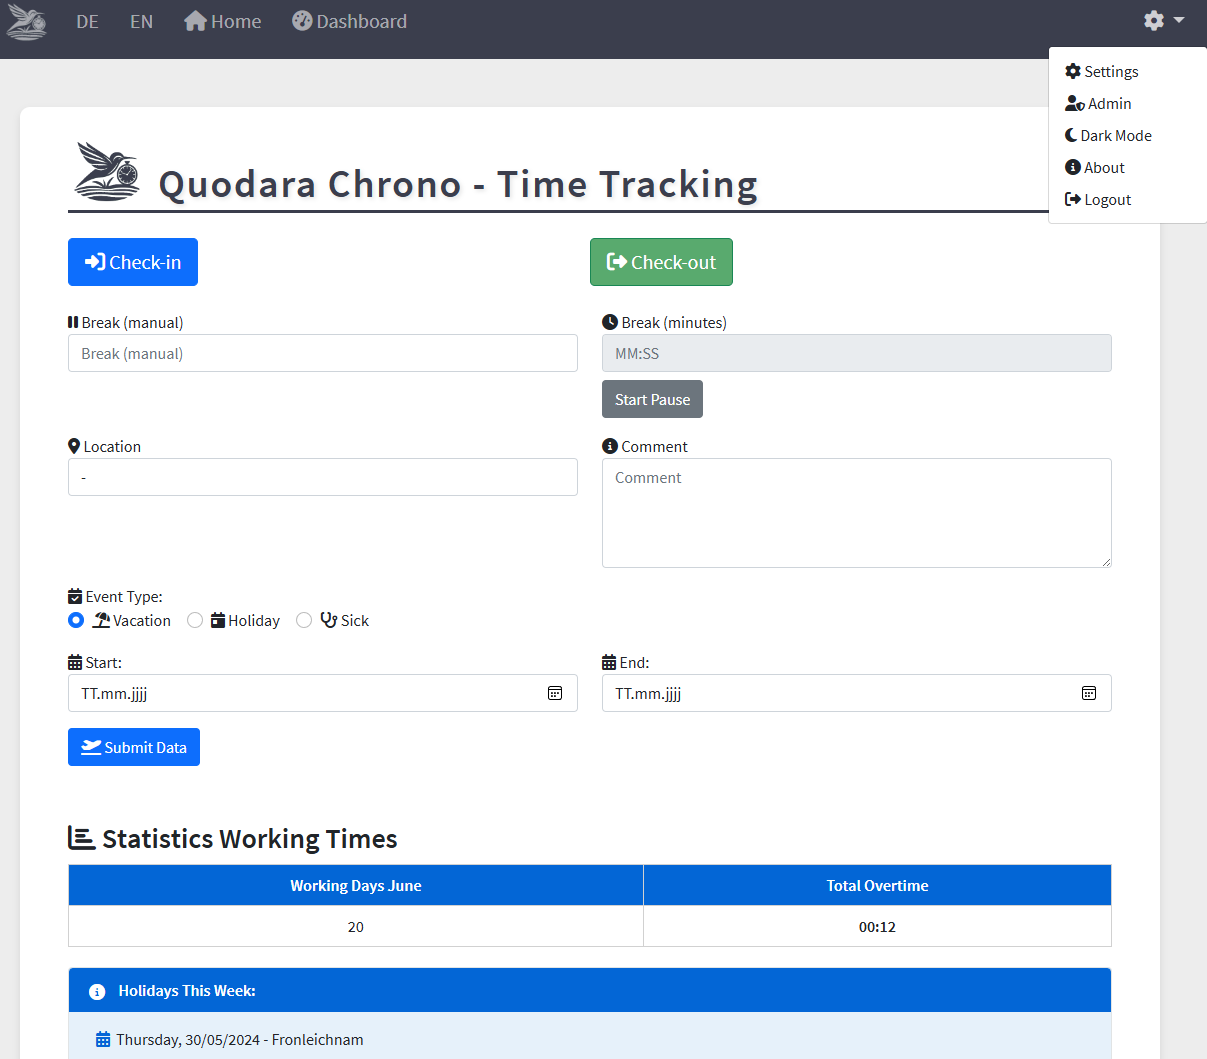 DE EN Home Dashboard
Settings
Admin
Dark Mode
About
Logout
Quodara Chrono - Time Tracking
Check-in Check-out
Break (manual) Break (minutes)
Break (manual) MM:SS
Start Pause
Location Comment
- Comment
Event Type:
Vacation Holiday Sick
Start: End:
TT.mm.jjjj TT.mm.jjjj
Submit Data
Statistics Working Times
Working Days June Total Overtime
20 00:12
Holidays This Week:
Thursday, 30/05/2024 - Fronleichnam